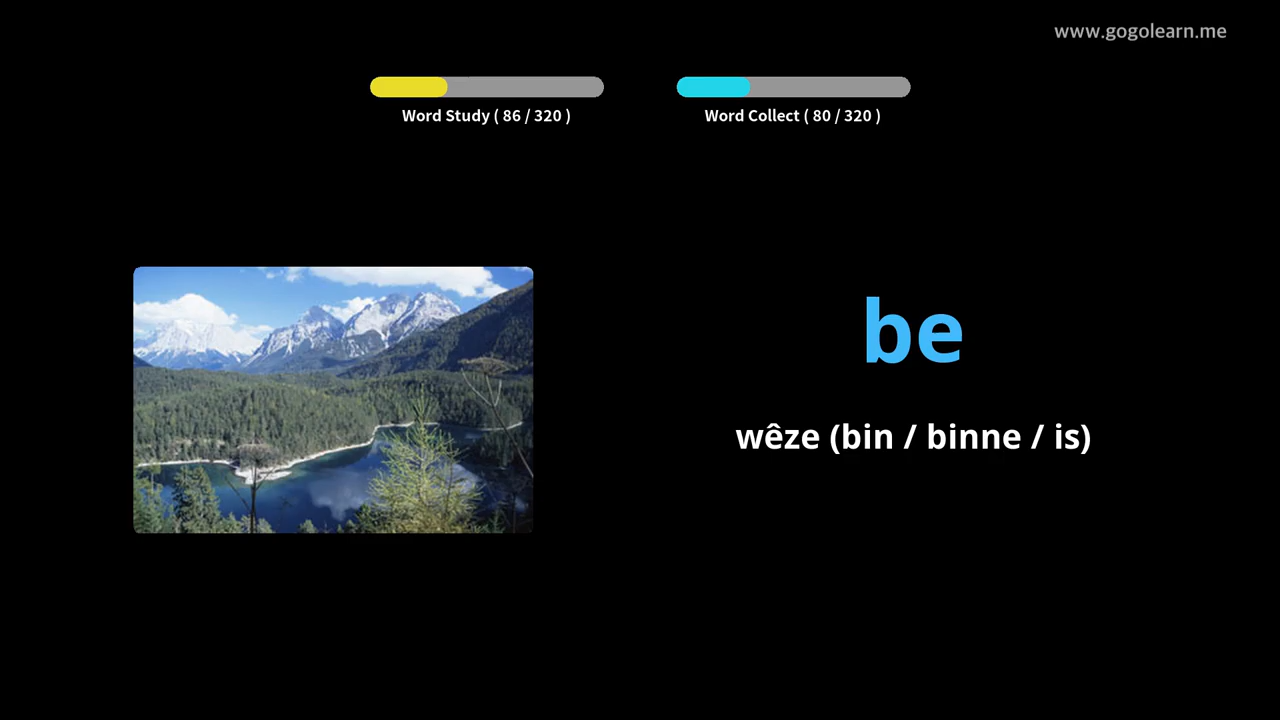 www.gogolearn.me
Word Study ( 86 / 320 )
Word Collect ( 80 / 320 )
be
wêze (bin / binne / is)